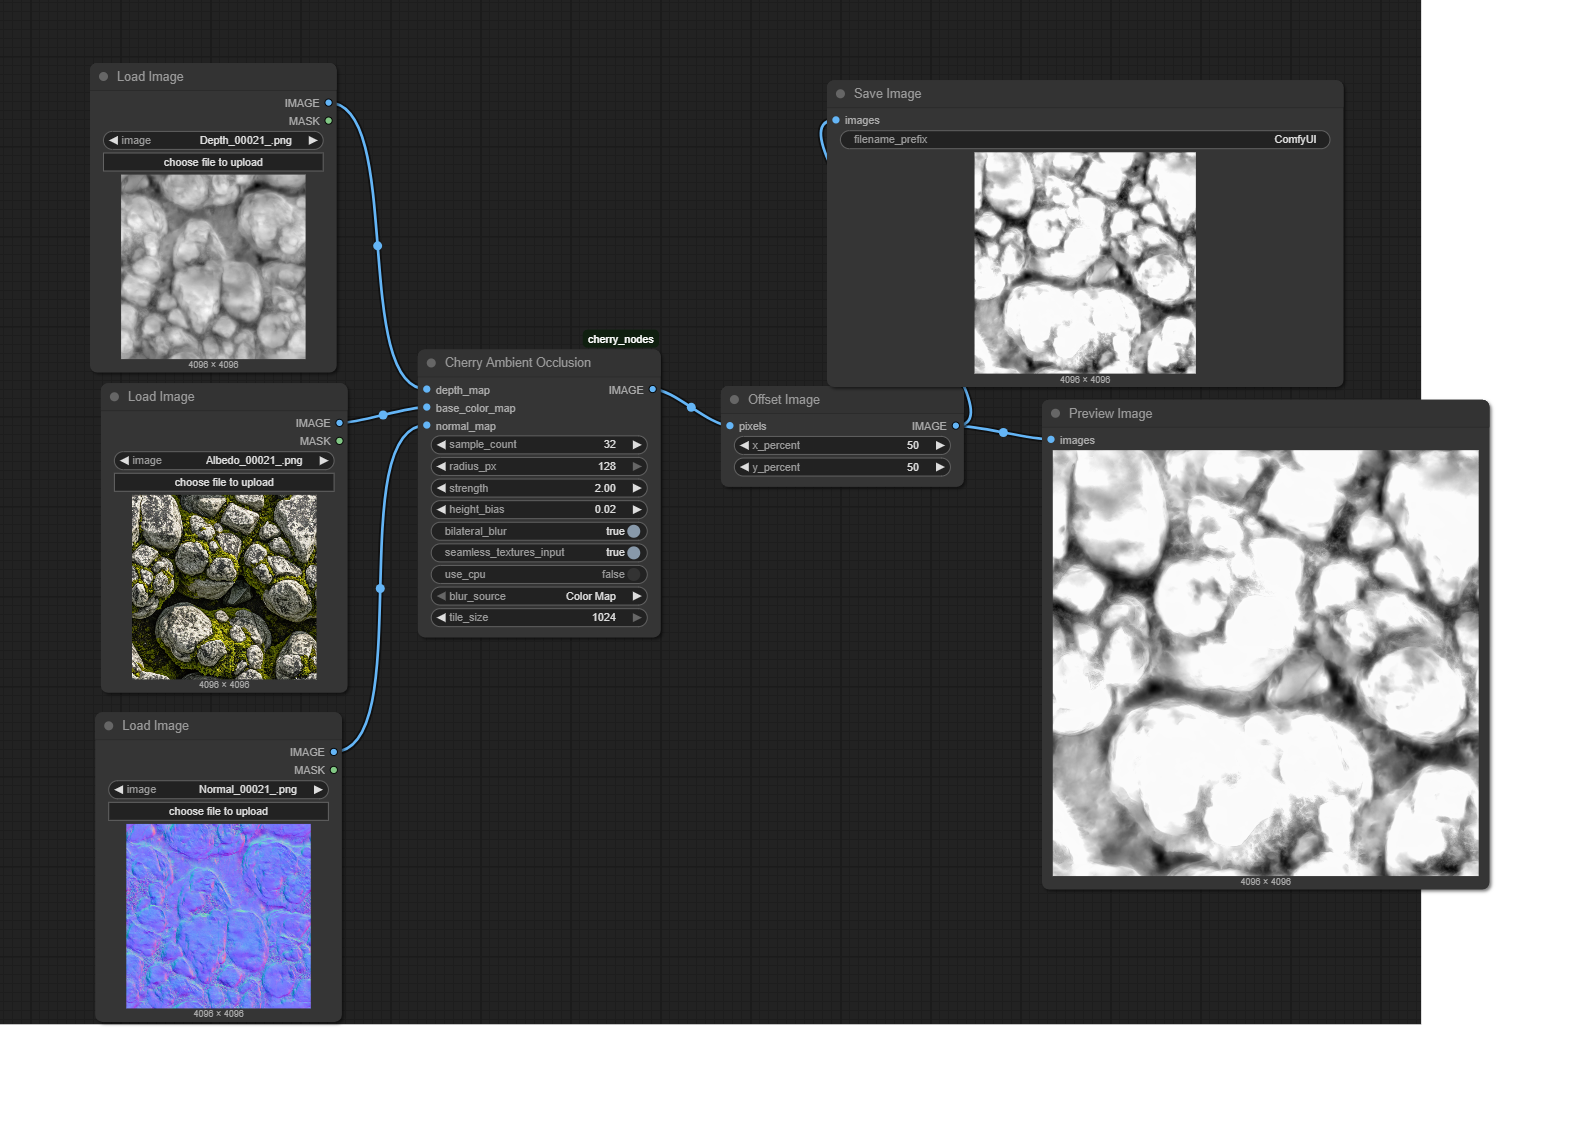 Load Image
IMAGE
MASK
image Depth_00021_.png
choose file to upload
4096 × 4096
Load Image
IMAGE
MASK
image Albedo_00021_.png
choose file to upload
4096 × 4096
Load Image
IMAGE
MASK
image Normal_00021_.png
choose file to upload
4096 × 4096
cherry_nodes
Cherry Ambient Occlusion
depth_map IMAGE
base_color_map
normal_map
sample_count 32
radius_px 128
strength 2.00
height_bias 0.02
bilateral_blur true
seamless_textures_input true
use_cpu false
blur_source Color Map
tile_size 1024
Offset Image
pixels IMAGE
x_percent 50
y_percent 50
Save Image
images
filename_prefix ComfyUI
4096 × 4096
Preview Image
images
4096 × 4096